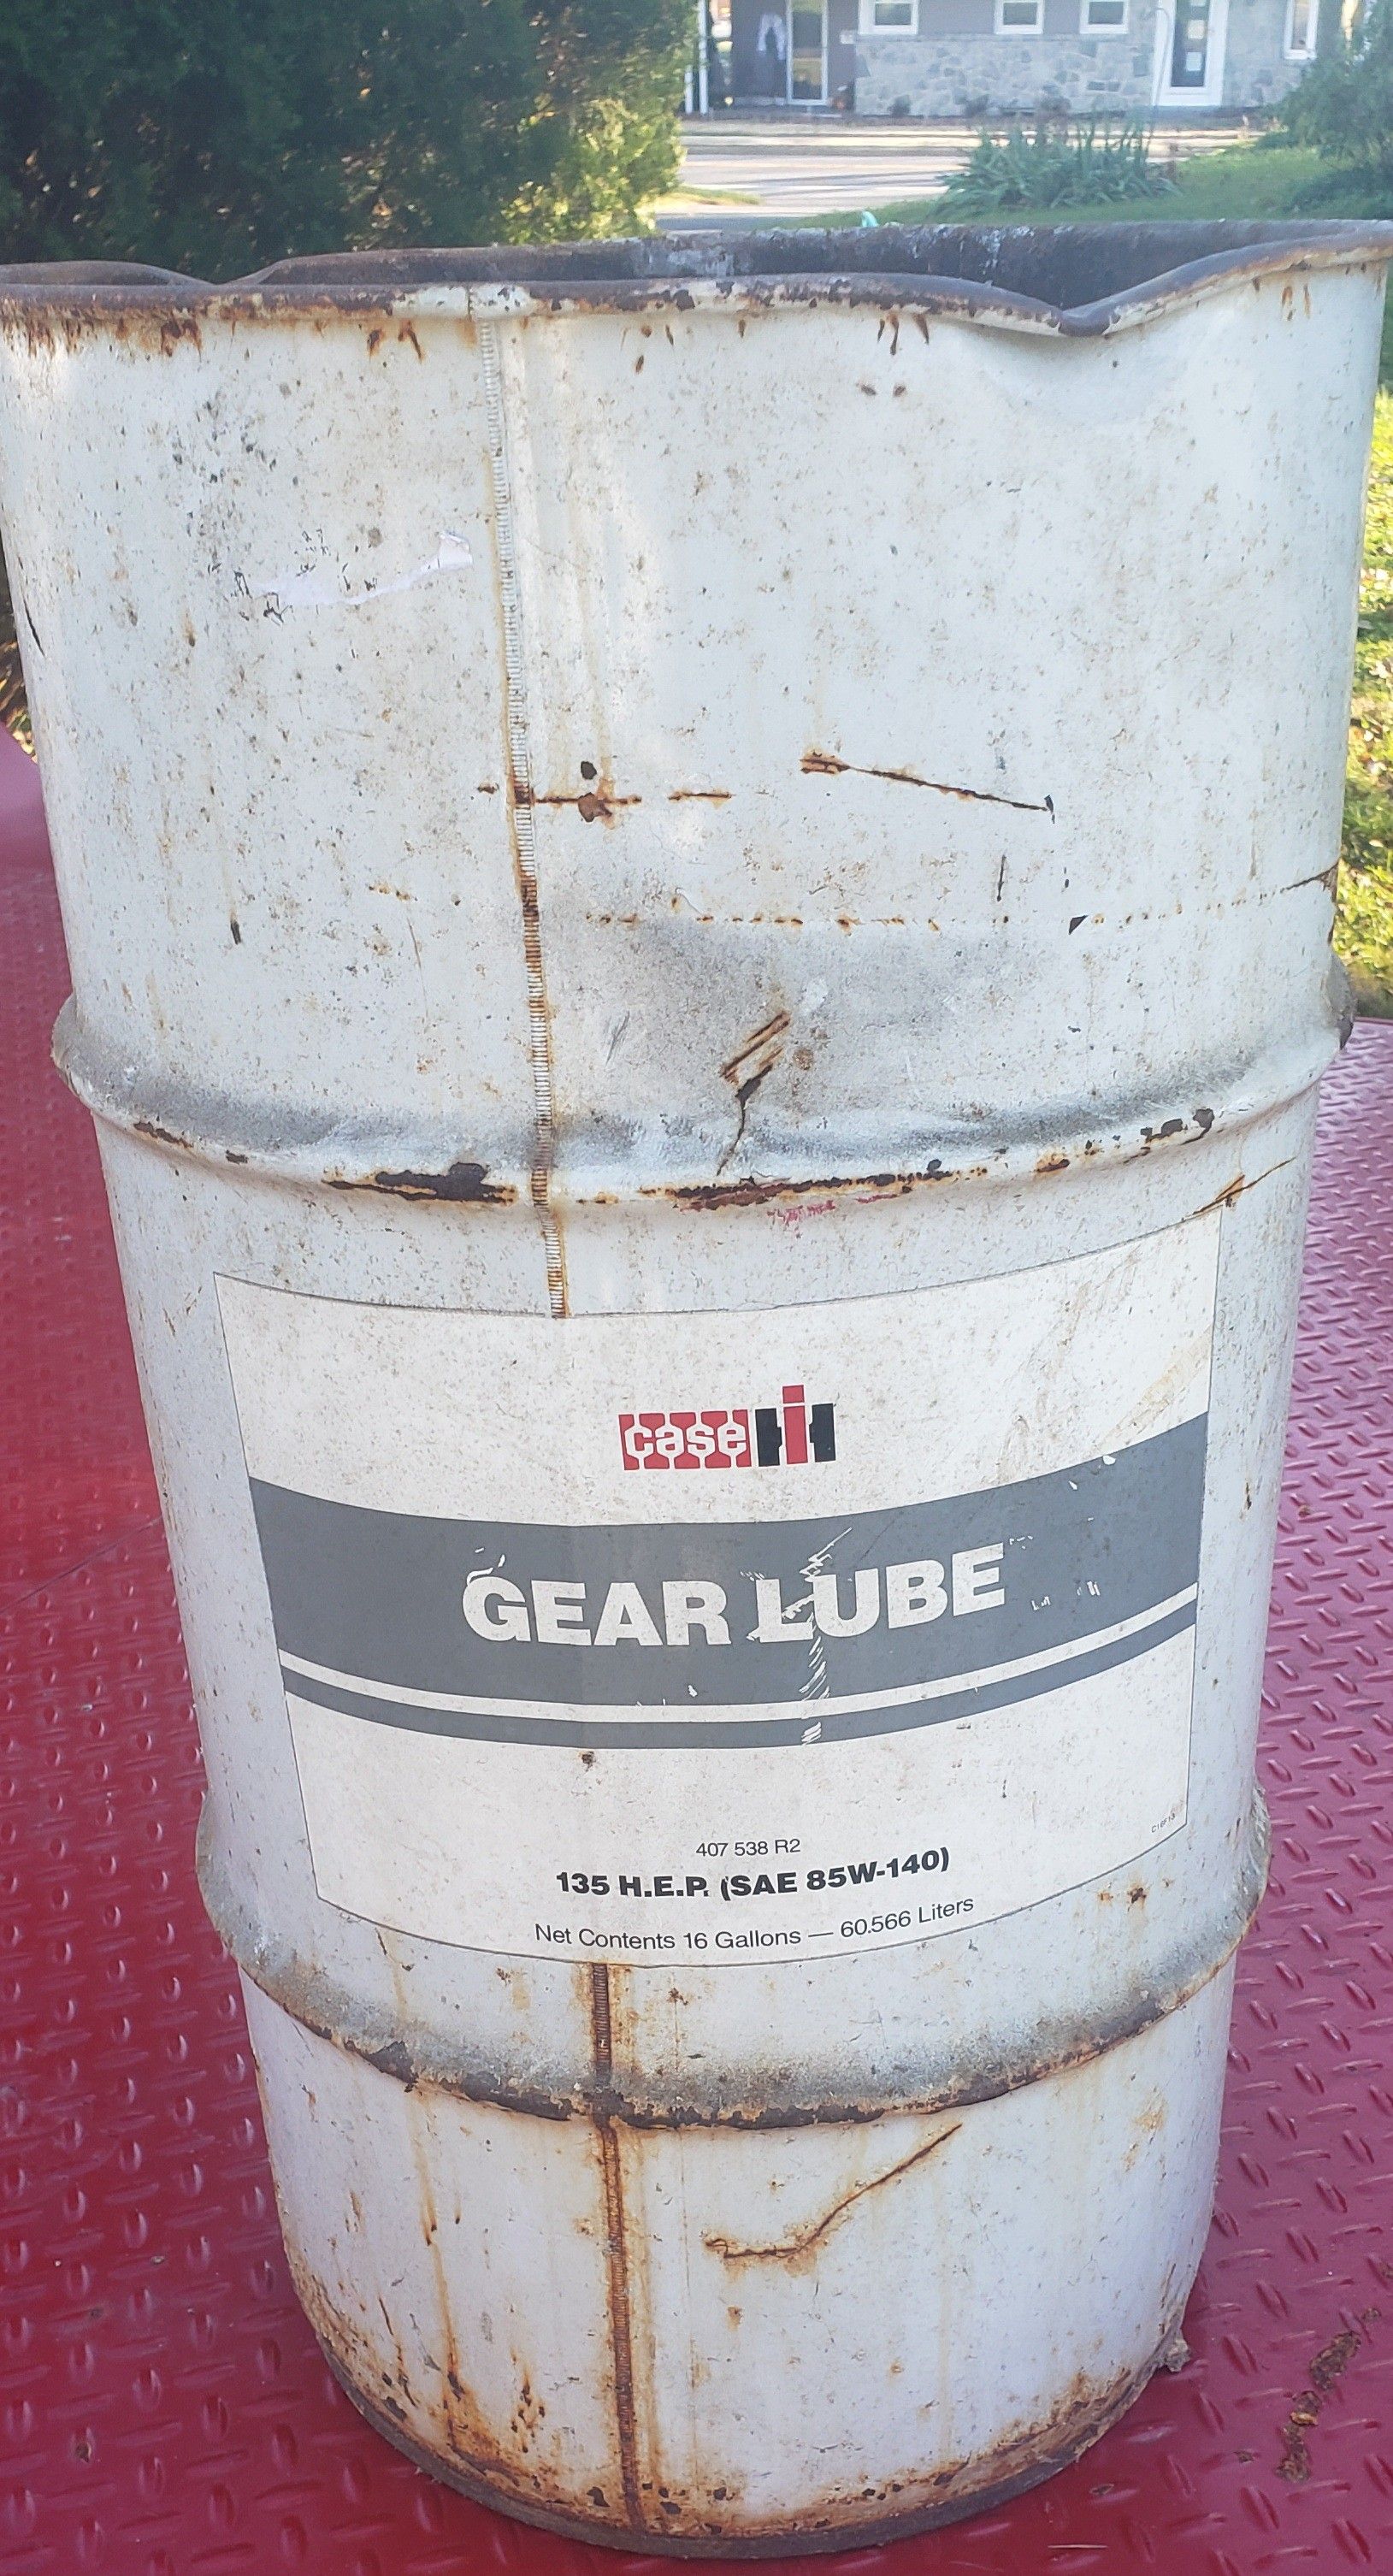 case IH
GEAR LUBE
407 538 R2
135 H.E.P. (SAE 85W-140)
Net Contents 16 Gallons — 60.566 Liters